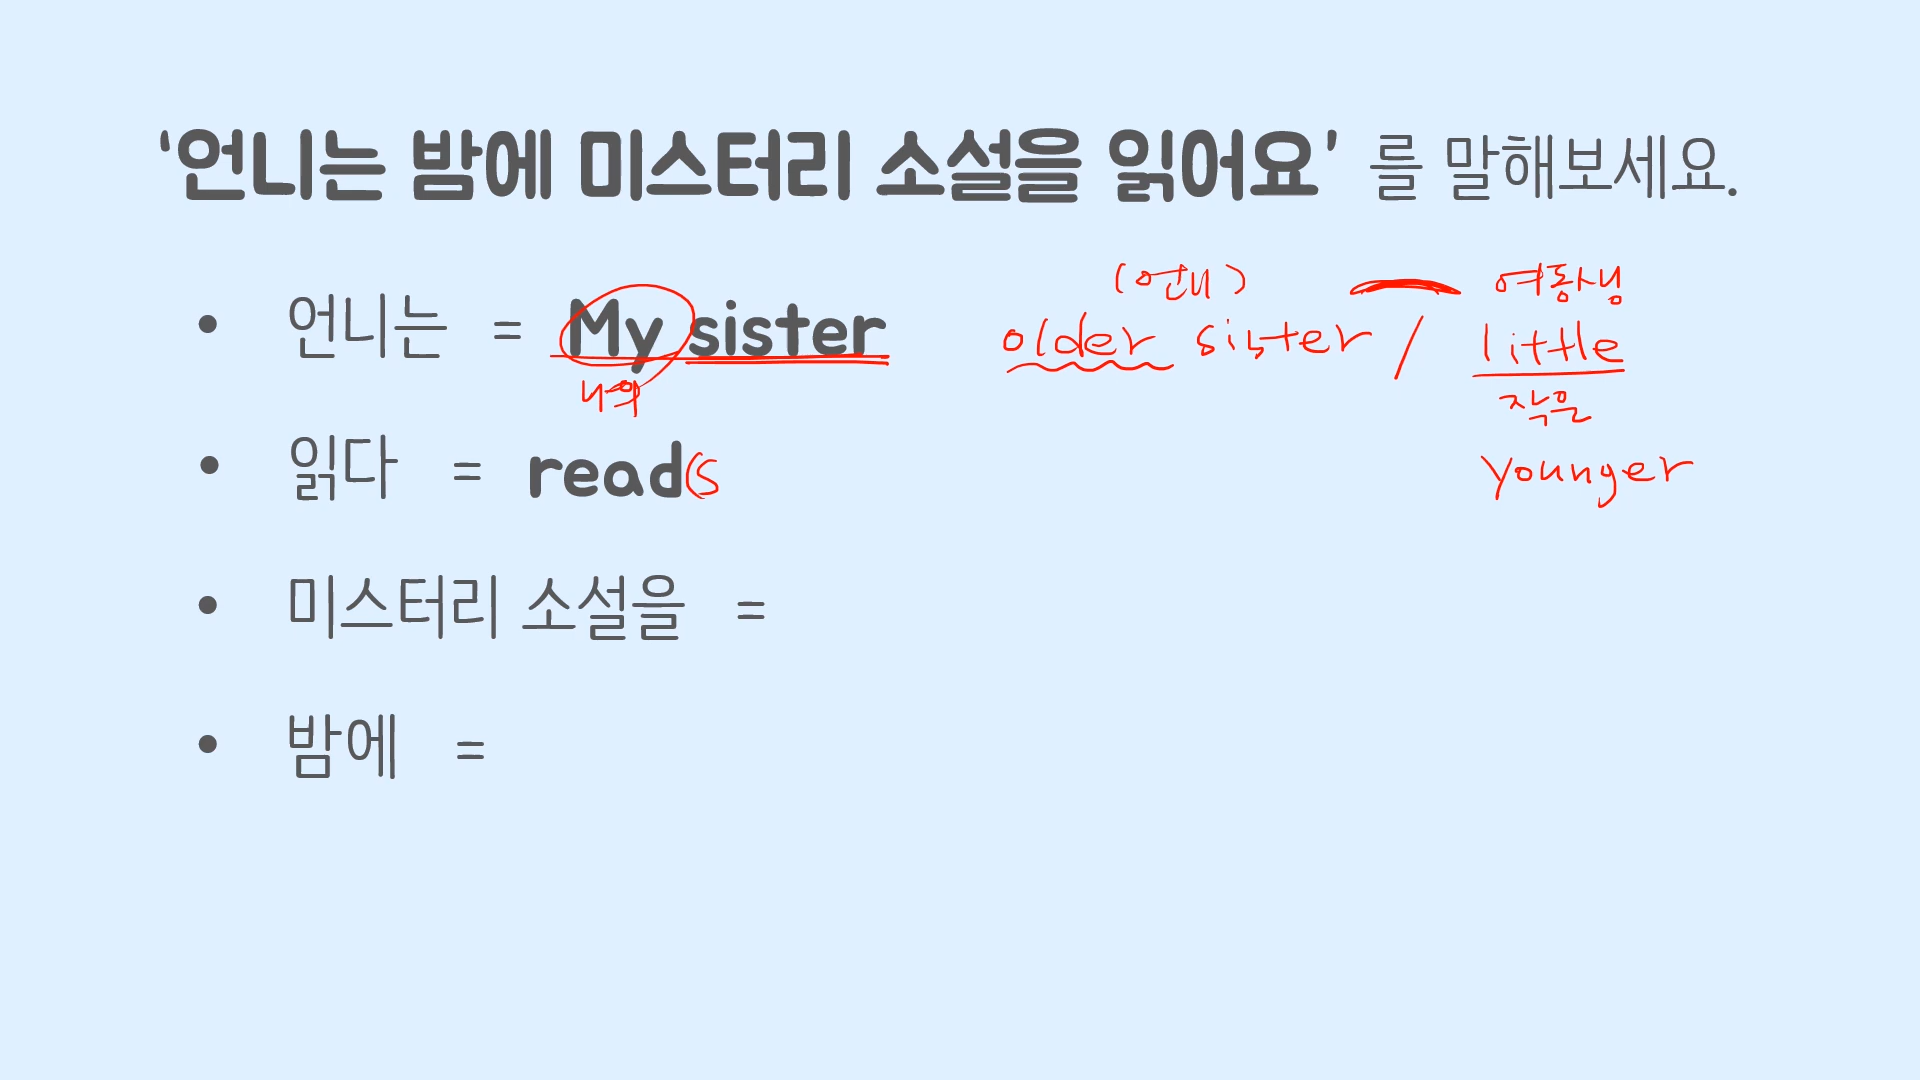 ‘언니는 밤에 미스터리 소설을 읽어요’ 를 말해보세요.
(언니) 여동생
• 언니는 = My sister older sister / little
나의 작은
• 읽다 = read(s younger
• 미스터리 소설을 =
• 밤에 =